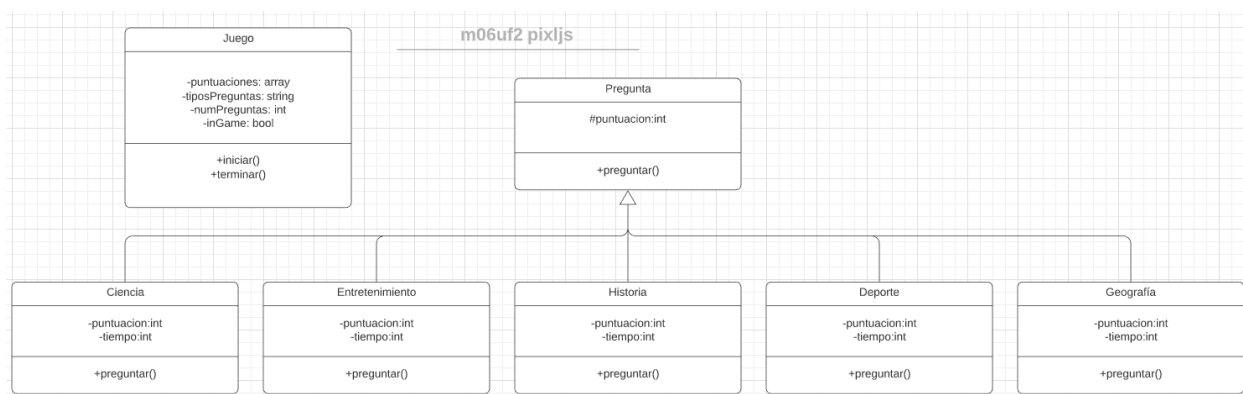 m06uf2 pixljs
Juego
-puntuaciones: array
-tiposPreguntas: string
-numPreguntas: int
-inGame: bool
+iniciar()
+terminar()
Pregunta
#puntuacion:int
+preguntar()
Ciencia
-puntuacion:int
-tiempo:int
+preguntar()
Entretenimiento
-puntuacion:int
-tiempo:int
+preguntar()
Historia
-puntuacion:int
-tiempo:int
+preguntar()
Deporte
-puntuacion:int
-tiempo:int
+preguntar()
Geografía
-puntuacion:int
-tiempo:int
+preguntar()